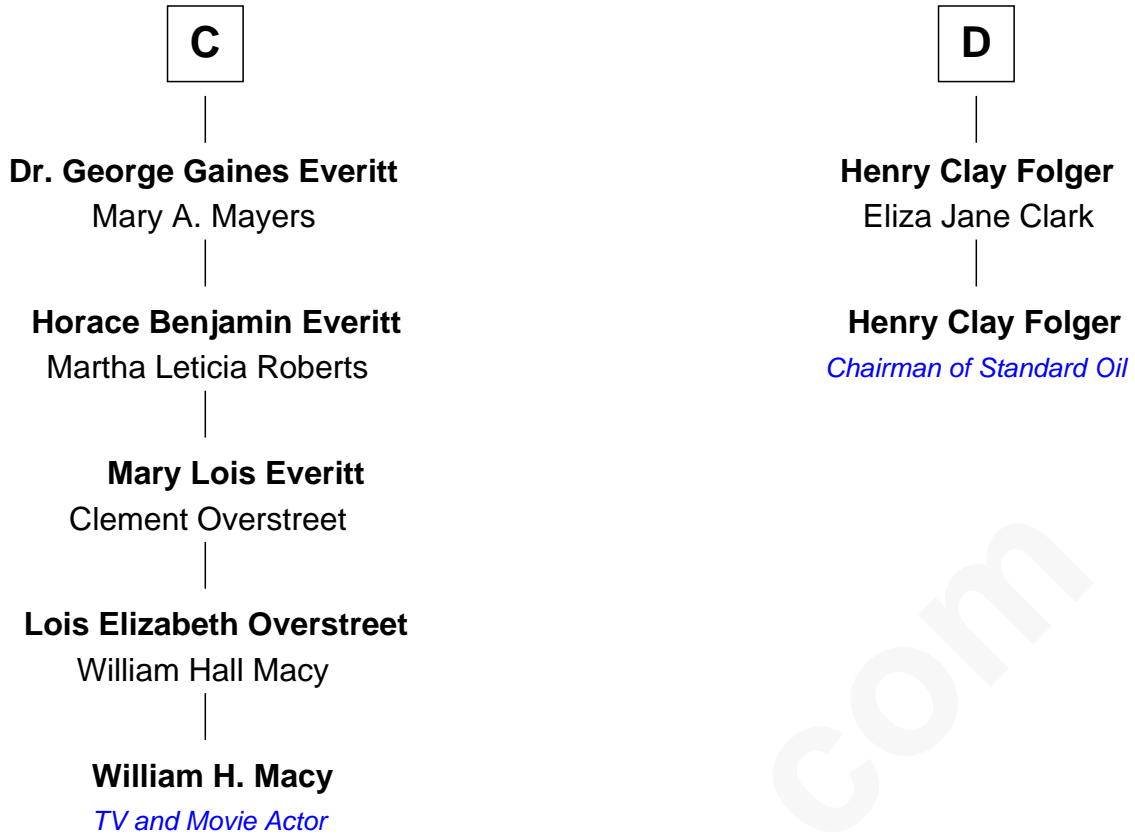 C
Dr. George Gaines Everitt
Mary A. Mayers
Horace Benjamin Everitt
Martha Leticia Roberts
Mary Lois Everitt
Clement Overstreet
Lois Elizabeth Overstreet
William Hall Macy
William H. Macy
TV and Movie Actor
D
Henry Clay Folger
Eliza Jane Clark
Henry Clay Folger
Chairman of Standard Oil
com